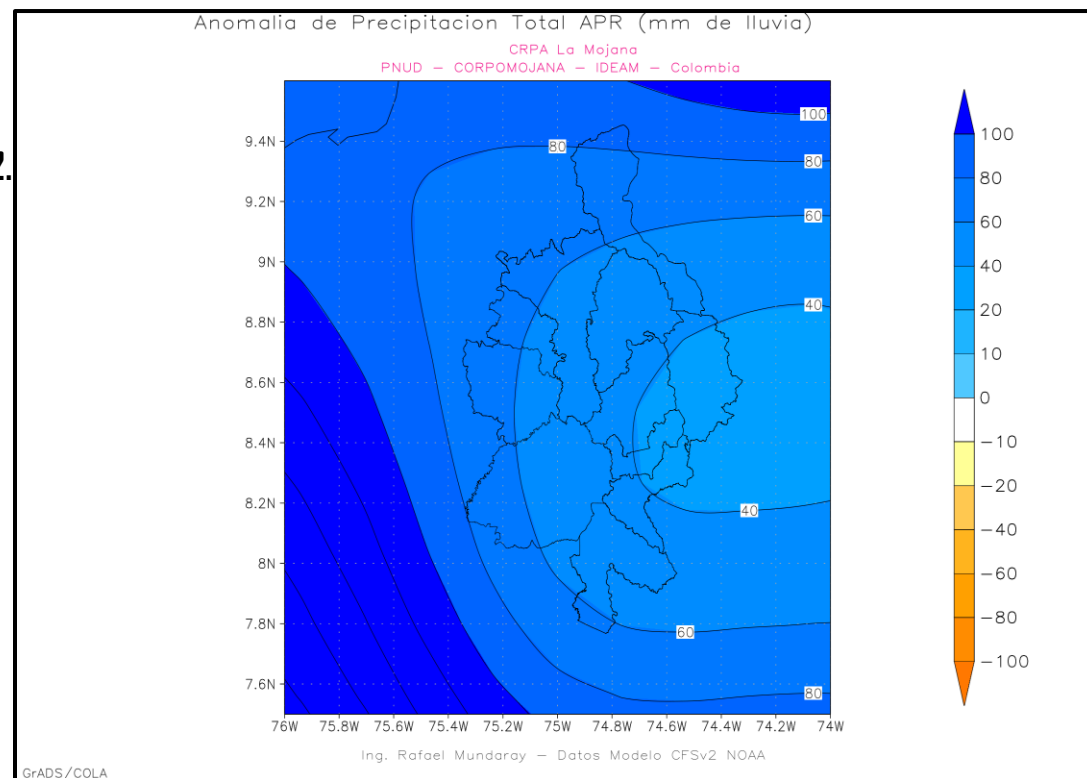 Anomalia de Precipitacion Total APR (mm de lluvia)
CRPA La Mojana
PNUD – CORPOMOJANA – IDEAM – Colombia
2.
9.4N
9.2N
9N
8.8N
8.6N
8.4N
8.2N
8N
7.8N
7.6N
100
80
80
60
40
40
60
80
76W 75.8W 75.6W 75.4W 75.2W 75W 74.8W 74.6W 74.4W 74.2W 74W
100
80
60
40
20
10
0
−10
−20
−40
−60
−80
−100
Ing. Rafael Mundaray – Datos Modelo CFSv2 NOAA
GrADS/COLA